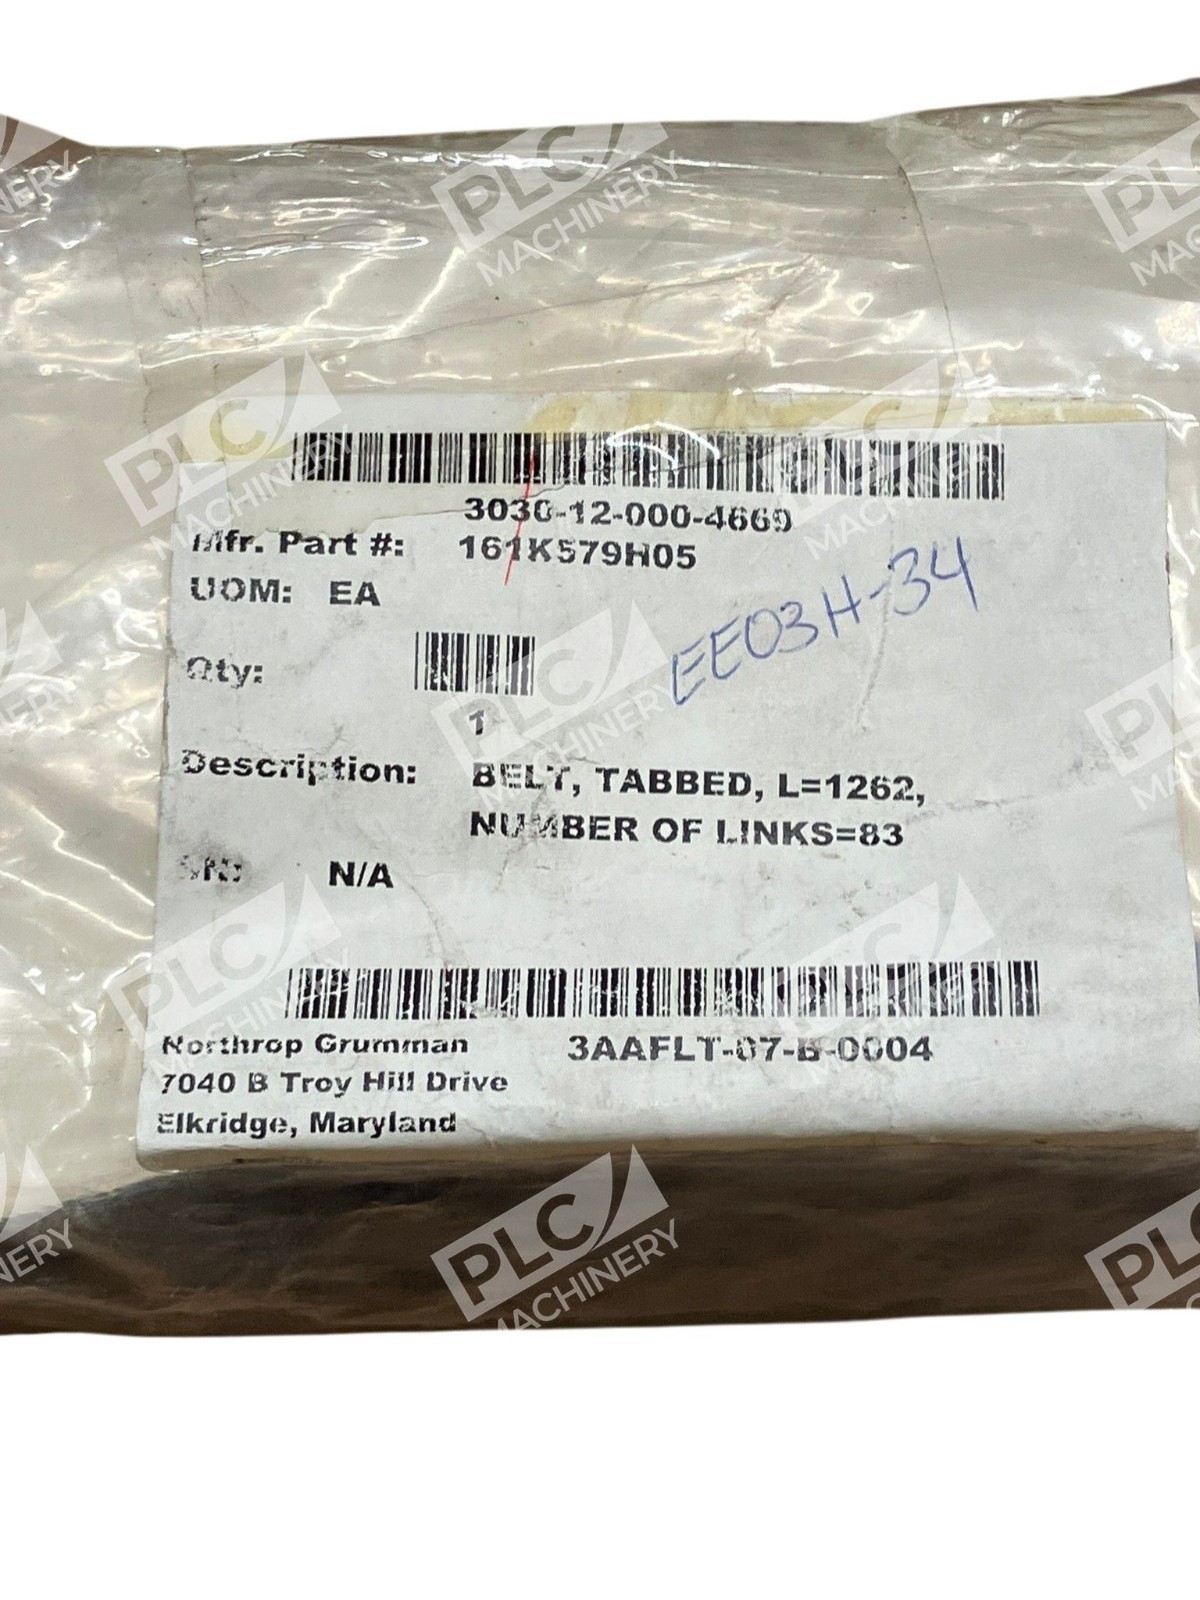 3030-12-000-4669
Mfr. Part #: 161K579H05
UOM: EA
EE03H-34
Qty:
1
Description: BELT, TABBED, L=1262,
NUMBER OF LINKS=83
SN: N/A
Northrop Grumman 3AAFLT-07-B-0004
7040 B Troy Hill Drive
Elkridge, Maryland
PLC MACHINERY